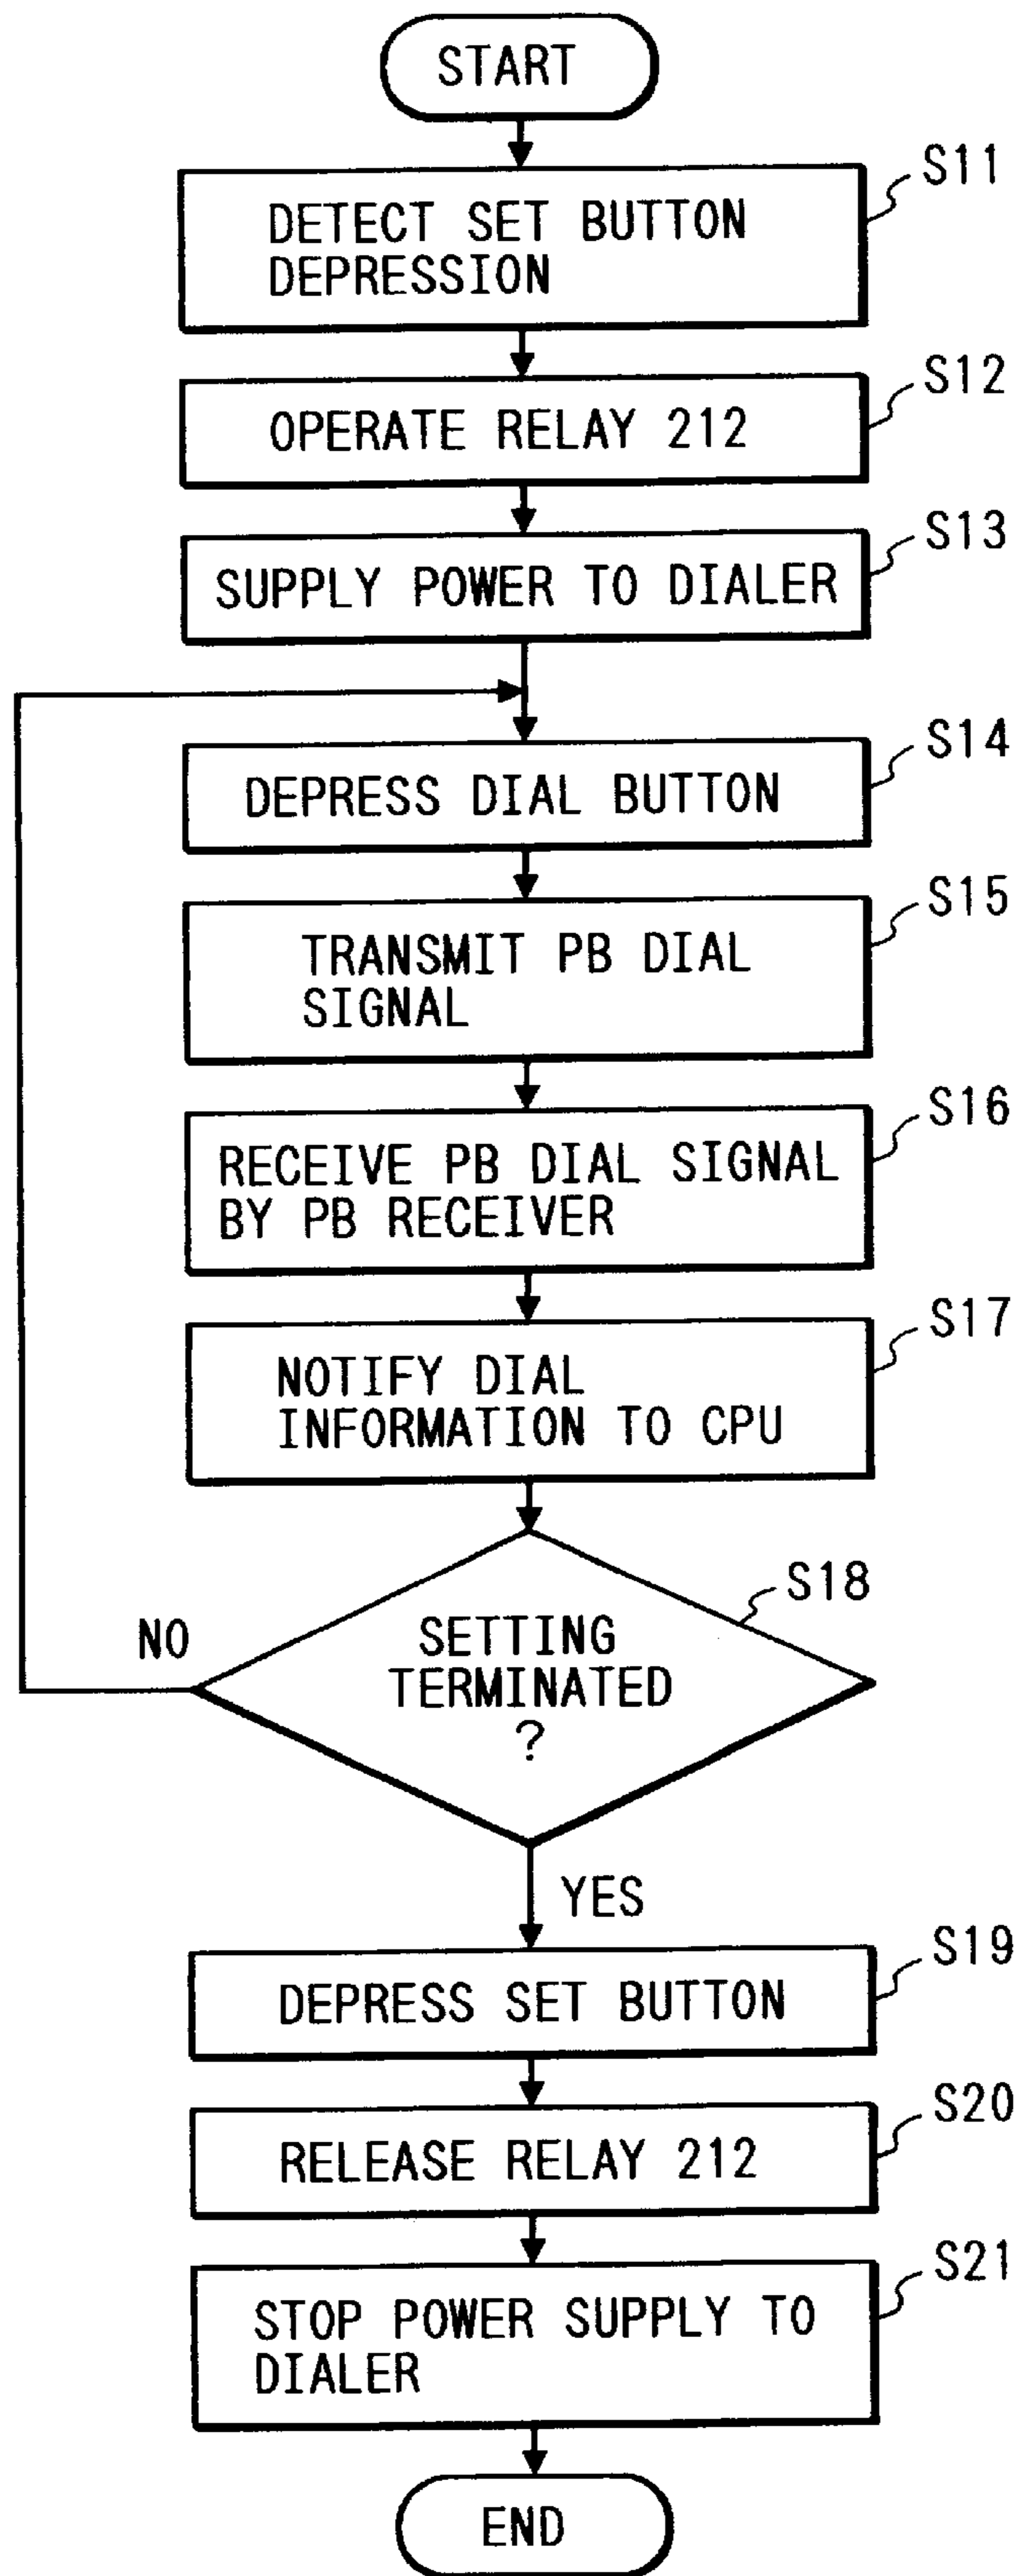 START
S11
DETECT SET BUTTON
DEPRESSION
S12
OPERATE RELAY 212
S13
SUPPLY POWER TO DIALER
S14
DEPRESS DIAL BUTTON
S15
TRANSMIT PB DIAL
SIGNAL
S16
RECEIVE PB DIAL SIGNAL
BY PB RECEIVER
S17
NOTIFY DIAL
INFORMATION TO CPU
S18
NO
SETTING
TERMINATED
?
YES
S19
DEPRESS SET BUTTON
S20
RELEASE RELAY 212
S21
STOP POWER SUPPLY TO
DIALER
END